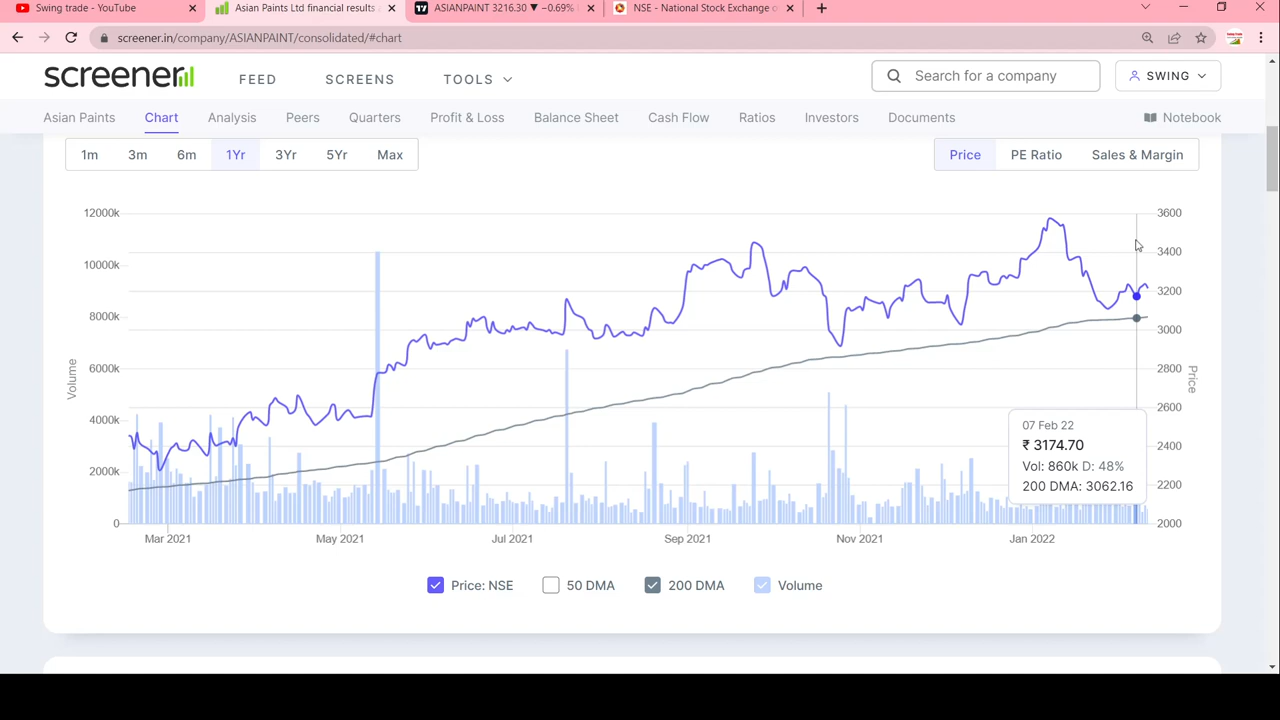 Swing trade - YouTube
Asian Paints Ltd financial results
ASIANPAINT 3216.30 ▼ −0.69%
NSE - National Stock Exchange o
screener.in/company/ASIANPAINT/consolidated/#chart
screener FEED SCREENS TOOLS
Search for a company
SWING
Asian Paints Chart Analysis Peers Quarters Profit & Loss Balance Sheet Cash Flow Ratios Investors Documents Notebook
1m 3m 6m 1Yr 3Yr 5Yr Max
Price PE Ratio Sales & Margin
12000k
10000k
8000k
6000k
4000k
2000k
0
Volume
3600
3400
3200
3000
2800
2600
2400
2200
2000
Price
07 Feb 22
₹ 3174.70
Vol: 860k D: 48%
200 DMA: 3062.16
Mar 2021 May 2021 Jul 2021 Sep 2021 Nov 2021 Jan 2022
Price: NSE 50 DMA 200 DMA Volume